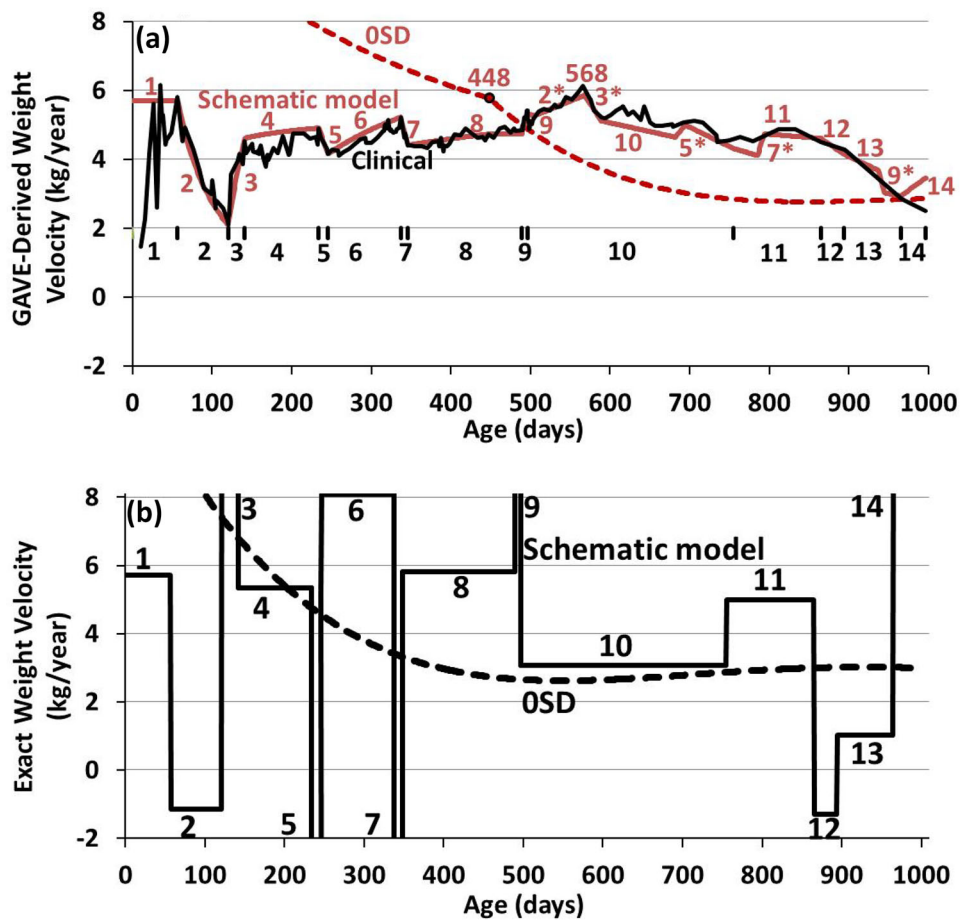 (a)
GAVE-Derived Weight
Velocity (kg/year)
8
6
4
2
0
-2
0SD
448
568
Schematic model
Clinical
1
2
3
4
5
6
7
8
9
2*
3*
10
5*
7*
11
12
13
9*
14
1 2 3 4 5 6 7 8 9 10 11 12 13 14
0 100 200 300 400 500 600 700 800 900 1000
Age (days)
(b)
Exact Weight Velocity
(kg/year)
8
6
4
2
0
-2
1
2
3
4
5
6
7
8
9
Schematic model
10
0SD
11
12
13
14
0 100 200 300 400 500 600 700 800 900 1000
Age (days)